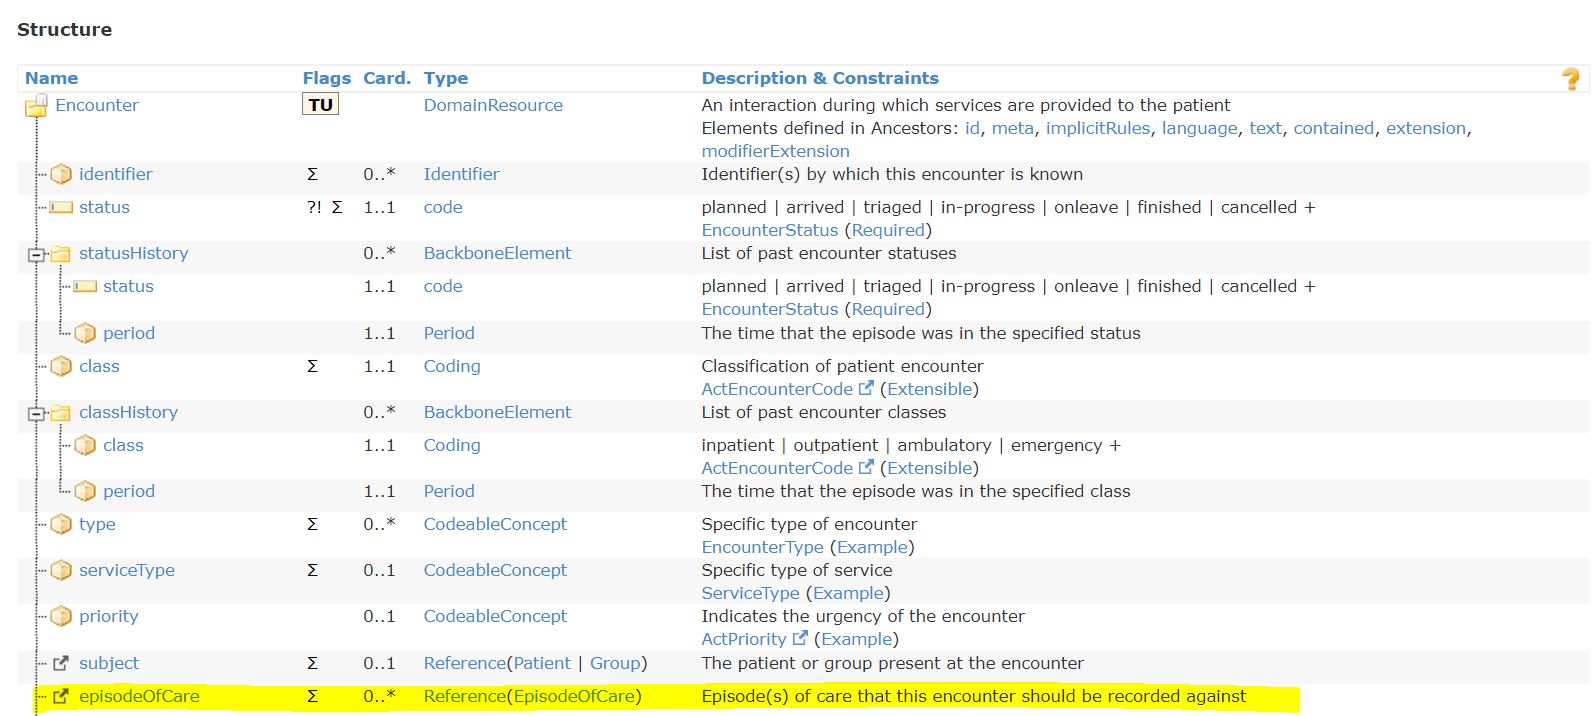 Structure
Name Flags Card. Type Description & Constraints
Encounter TU DomainResource An interaction during which services are provided to the patient
Elements defined in Ancestors: id, meta, implicitRules, language, text, contained, extension,
modifierExtension
identifier Σ 0..* Identifier Identifier(s) by which this encounter is known
status ?! Σ 1..1 code planned | arrived | triaged | in-progress | onleave | finished | cancelled +
EncounterStatus (Required)
statusHistory 0..* BackboneElement List of past encounter statuses
status 1..1 code planned | arrived | triaged | in-progress | onleave | finished | cancelled +
EncounterStatus (Required)
period 1..1 Period The time that the episode was in the specified status
class Σ 1..1 Coding Classification of patient encounter
ActEncounterCode (Extensible)
classHistory 0..* BackboneElement List of past encounter classes
class 1..1 Coding inpatient | outpatient | ambulatory | emergency +
ActEncounterCode (Extensible)
period 1..1 Period The time that the episode was in the specified class
type Σ 0..* CodeableConcept Specific type of encounter
EncounterType (Example)
serviceType Σ 0..1 CodeableConcept Specific type of service
ServiceType (Example)
priority 0..1 CodeableConcept Indicates the urgency of the encounter
ActPriority (Example)
subject Σ 0..1 Reference(Patient | Group) The patient or group present at the encounter
episodeOfCare Σ 0..* Reference(EpisodeOfCare) Episode(s) of care that this encounter should be recorded against